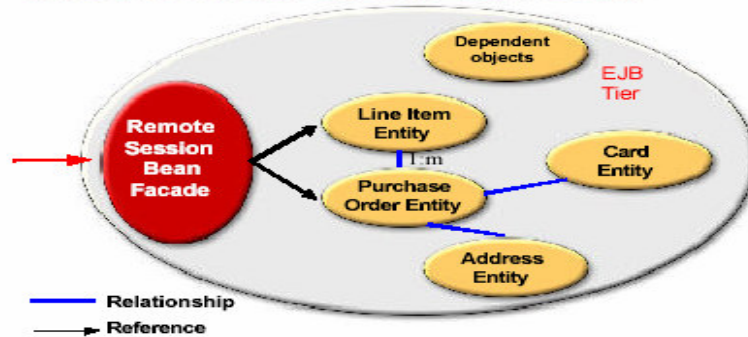 Dependent
objects
EJB
Tier
Remote
Session
Bean
Facade
Line Item
Entity
1:m
Purchase
Order Entity
Card
Entity
Address
Entity
Relationship
Reference